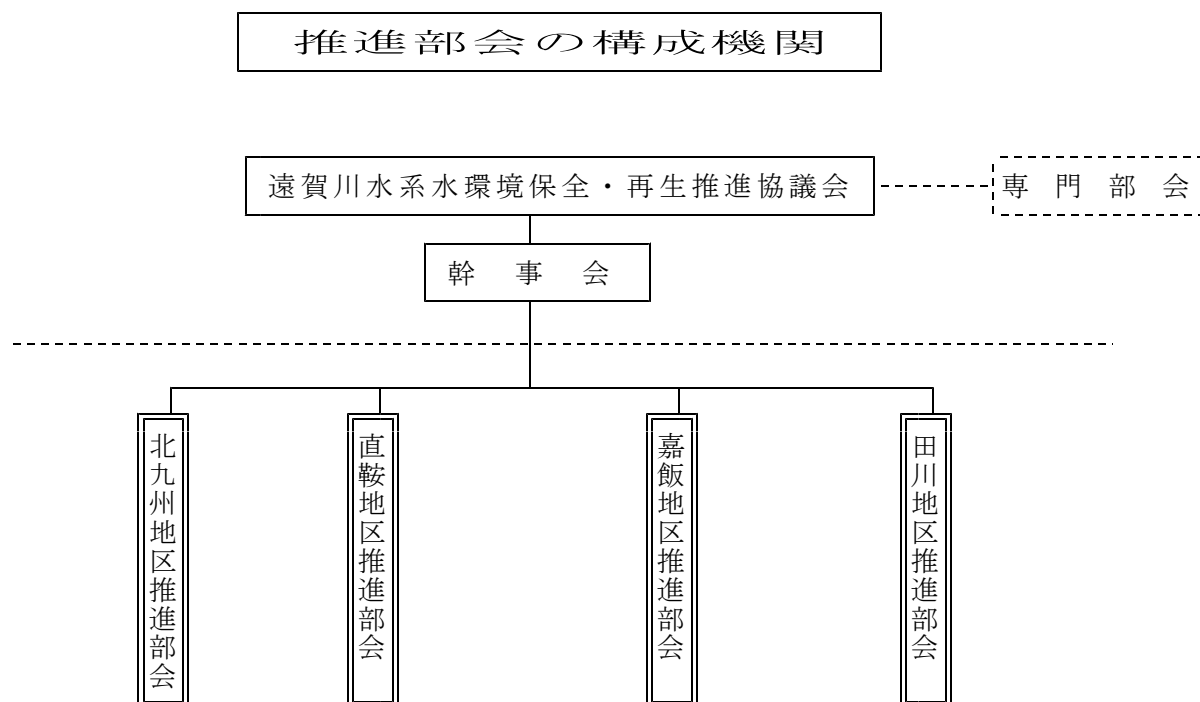 推進部会の構成機関
遠賀川水系水環境保全・再生推進協議会
専門部会
幹事会
北九州地区推進部会
直鞍地区推進部会
嘉飯地区推進部会
田川地区推進部会